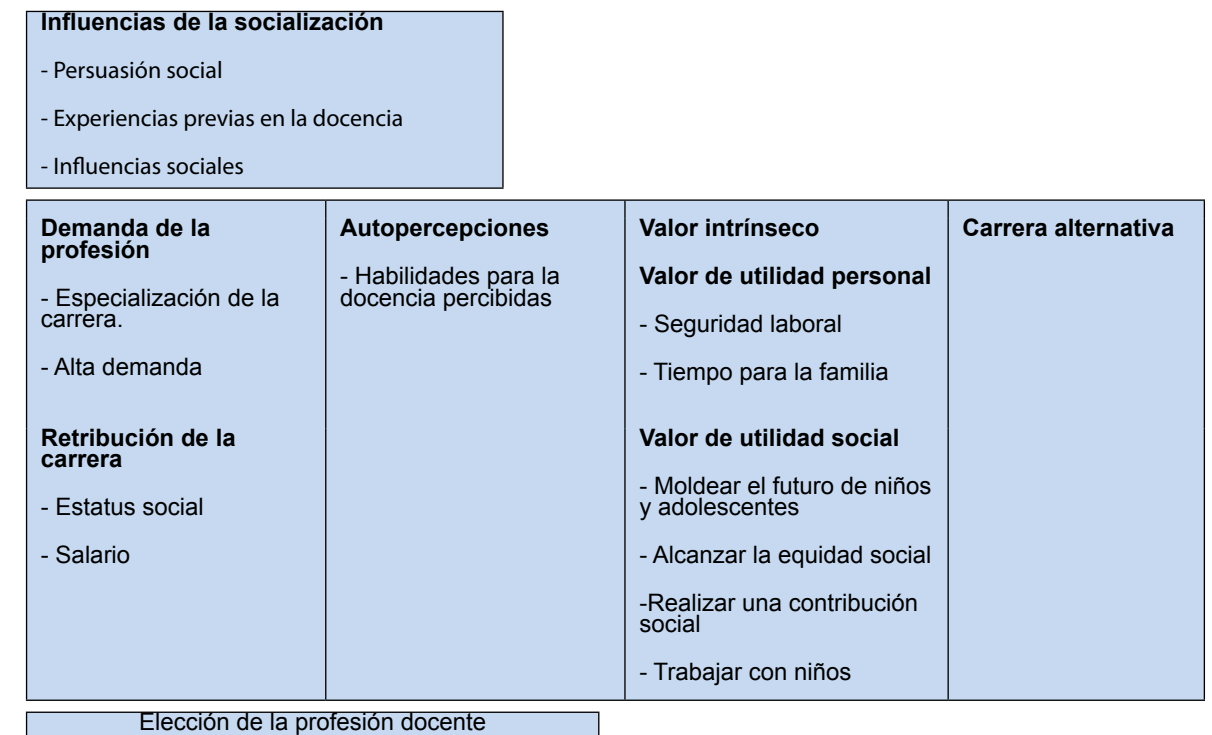 Influencias de la socialización
- Persuasión social
- Experiencias previas en la docencia
- Influencias sociales
Demanda de la
profesión
- Especialización de la
carrera.
- Alta demanda
Retribución de la
carrera
- Estatus social
- Salario
Autopercepciones
- Habilidades para la
docencia percibidas
Valor intrínseco
Valor de utilidad personal
- Seguridad laboral
- Tiempo para la familia
Valor de utilidad social
- Moldear el futuro de niños
y adolescentes
- Alcanzar la equidad social
-Realizar una contribución
social
- Trabajar con niños
Carrera alternativa
Elección de la profesión docente